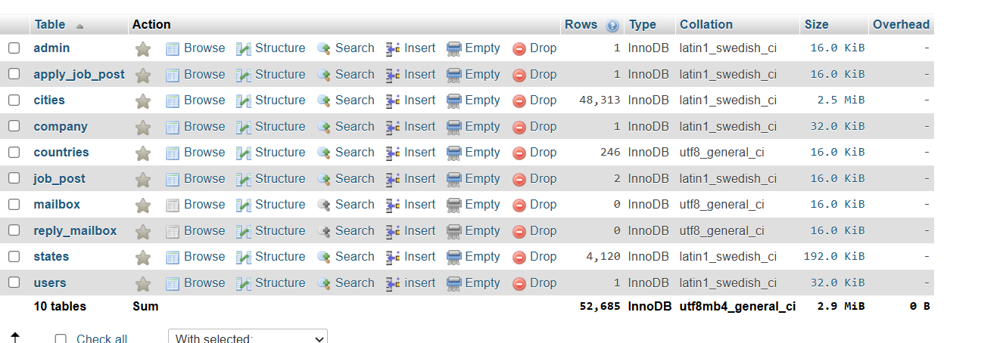 Table Action Rows Type Collation Size Overhead
admin Browse Structure Search Insert Empty Drop 1 InnoDB latin1_swedish_ci 16.0 KiB -
apply_job_post Browse Structure Search Insert Empty Drop 1 InnoDB latin1_swedish_ci 16.0 KiB -
cities Browse Structure Search Insert Empty Drop 48,313 InnoDB latin1_swedish_ci 2.5 MiB -
company Browse Structure Search Insert Empty Drop 1 InnoDB latin1_swedish_ci 32.0 KiB -
countries Browse Structure Search Insert Empty Drop 246 InnoDB utf8_general_ci 16.0 KiB -
job_post Browse Structure Search Insert Empty Drop 2 InnoDB latin1_swedish_ci 16.0 KiB -
mailbox Browse Structure Search Insert Empty Drop 0 InnoDB utf8_general_ci 16.0 KiB -
reply_mailbox Browse Structure Search Insert Empty Drop 0 InnoDB utf8_general_ci 16.0 KiB -
states Browse Structure Search Insert Empty Drop 4,120 InnoDB latin1_swedish_ci 192.0 KiB -
users Browse Structure Search insert Empty Drop 1 InnoDB latin1_swedish_ci 32.0 KiB -
10 tables Sum 52,685 InnoDB utf8mb4_general_ci 2.9 MiB 0 B
Check all With selected: